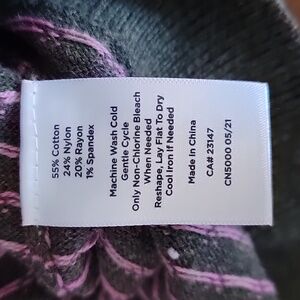 55% Cotton
24% Nylon
20% Rayon
1% Spandex
Machine Wash Cold
Gentle Cycle
Only Non-Chlorine Bleach
When Needed
Reshape, Lay Flat To Dry
Cool Iron If Needed
Made In China
CA# 23147
CN5000 05/21